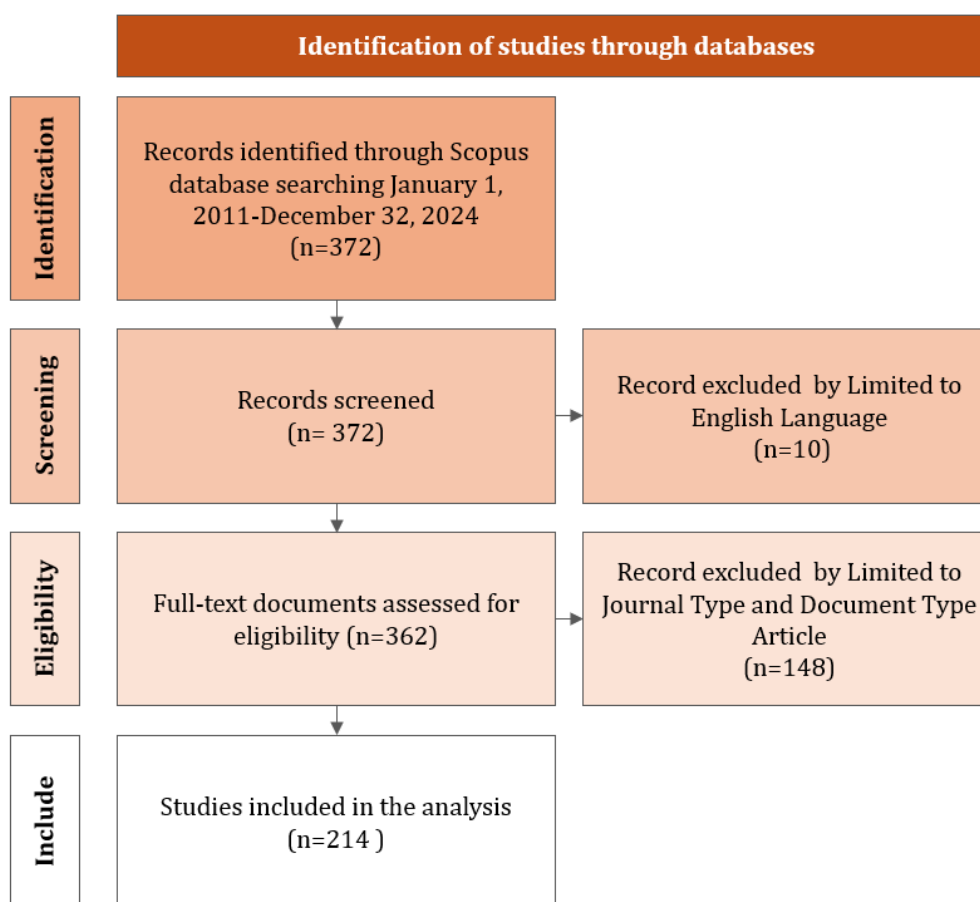 Identification of studies through databases
Identification
Records identified through Scopus
database searching January 1,
2011-December 32, 2024
(n=372)
Screening
Records screened
(n= 372)
Record excluded  by Limited to
English Language
(n=10)
Eligibility
Full-text documents assessed for
eligibility (n=362)
Record excluded  by Limited to
Journal Type and Document Type
Article
(n=148)
Include
Studies included in the analysis
(n=214 )